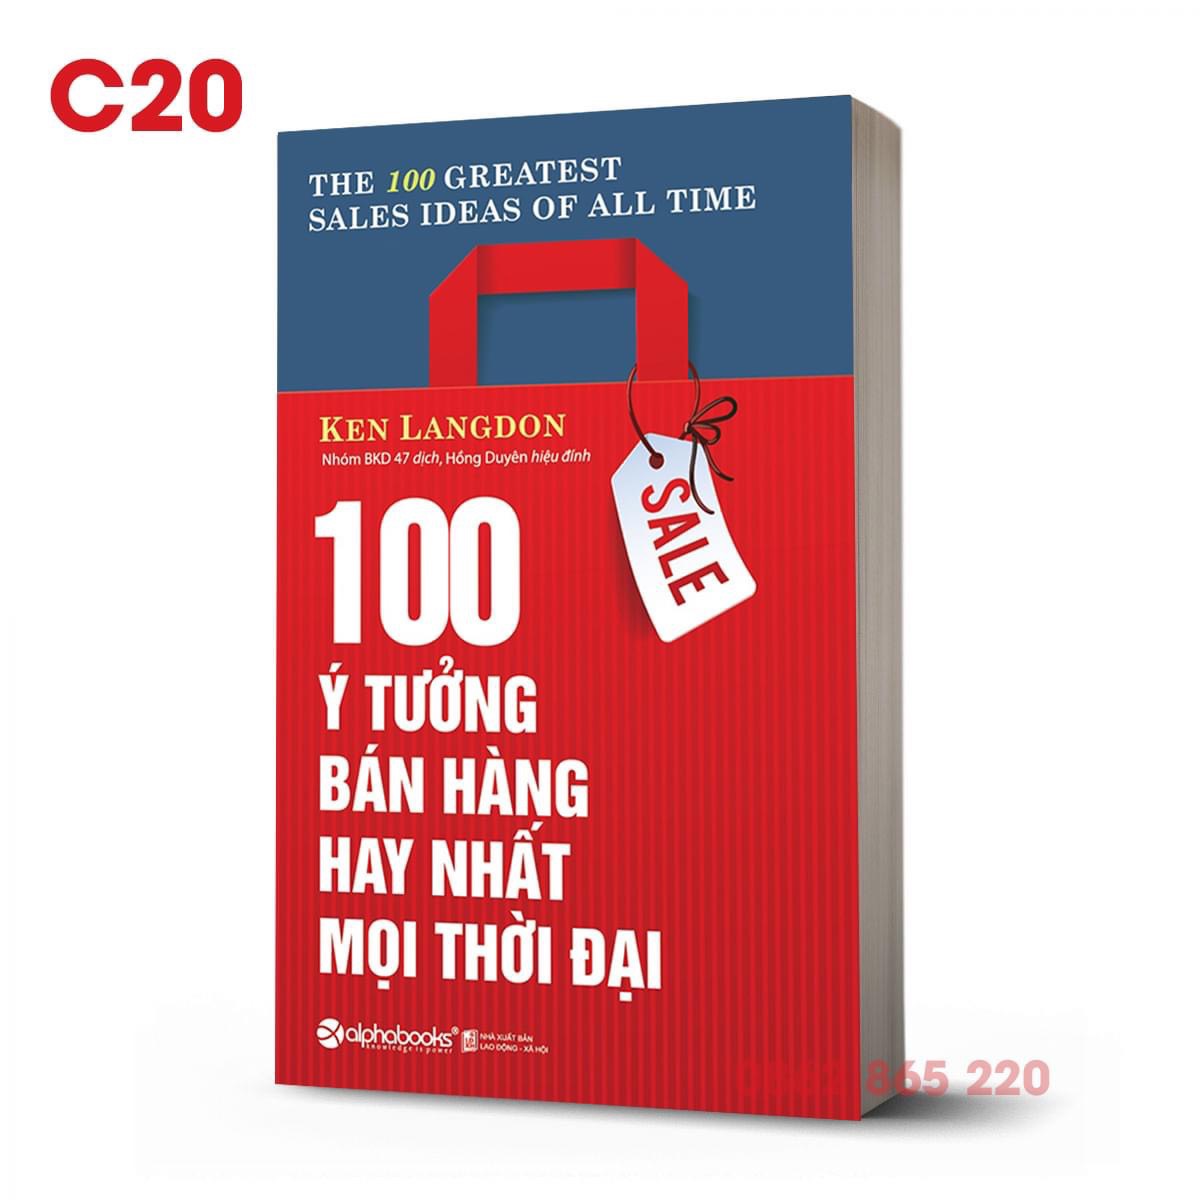 C20
THE 100 GREATEST
SALES IDEAS OF ALL TIME
KEN LANGDON
Nhóm BKD 47 dịch, Hồng Duyên hiệu đính
SALE
100
Ý TƯỞNG
BÁN HÀNG
HAY NHẤT
MỌI THỜI ĐẠI
alphabooks®
knowledge is power
NHÀ XUẤT BẢN
LAO ĐỘNG - XÃ HỘI
865 220